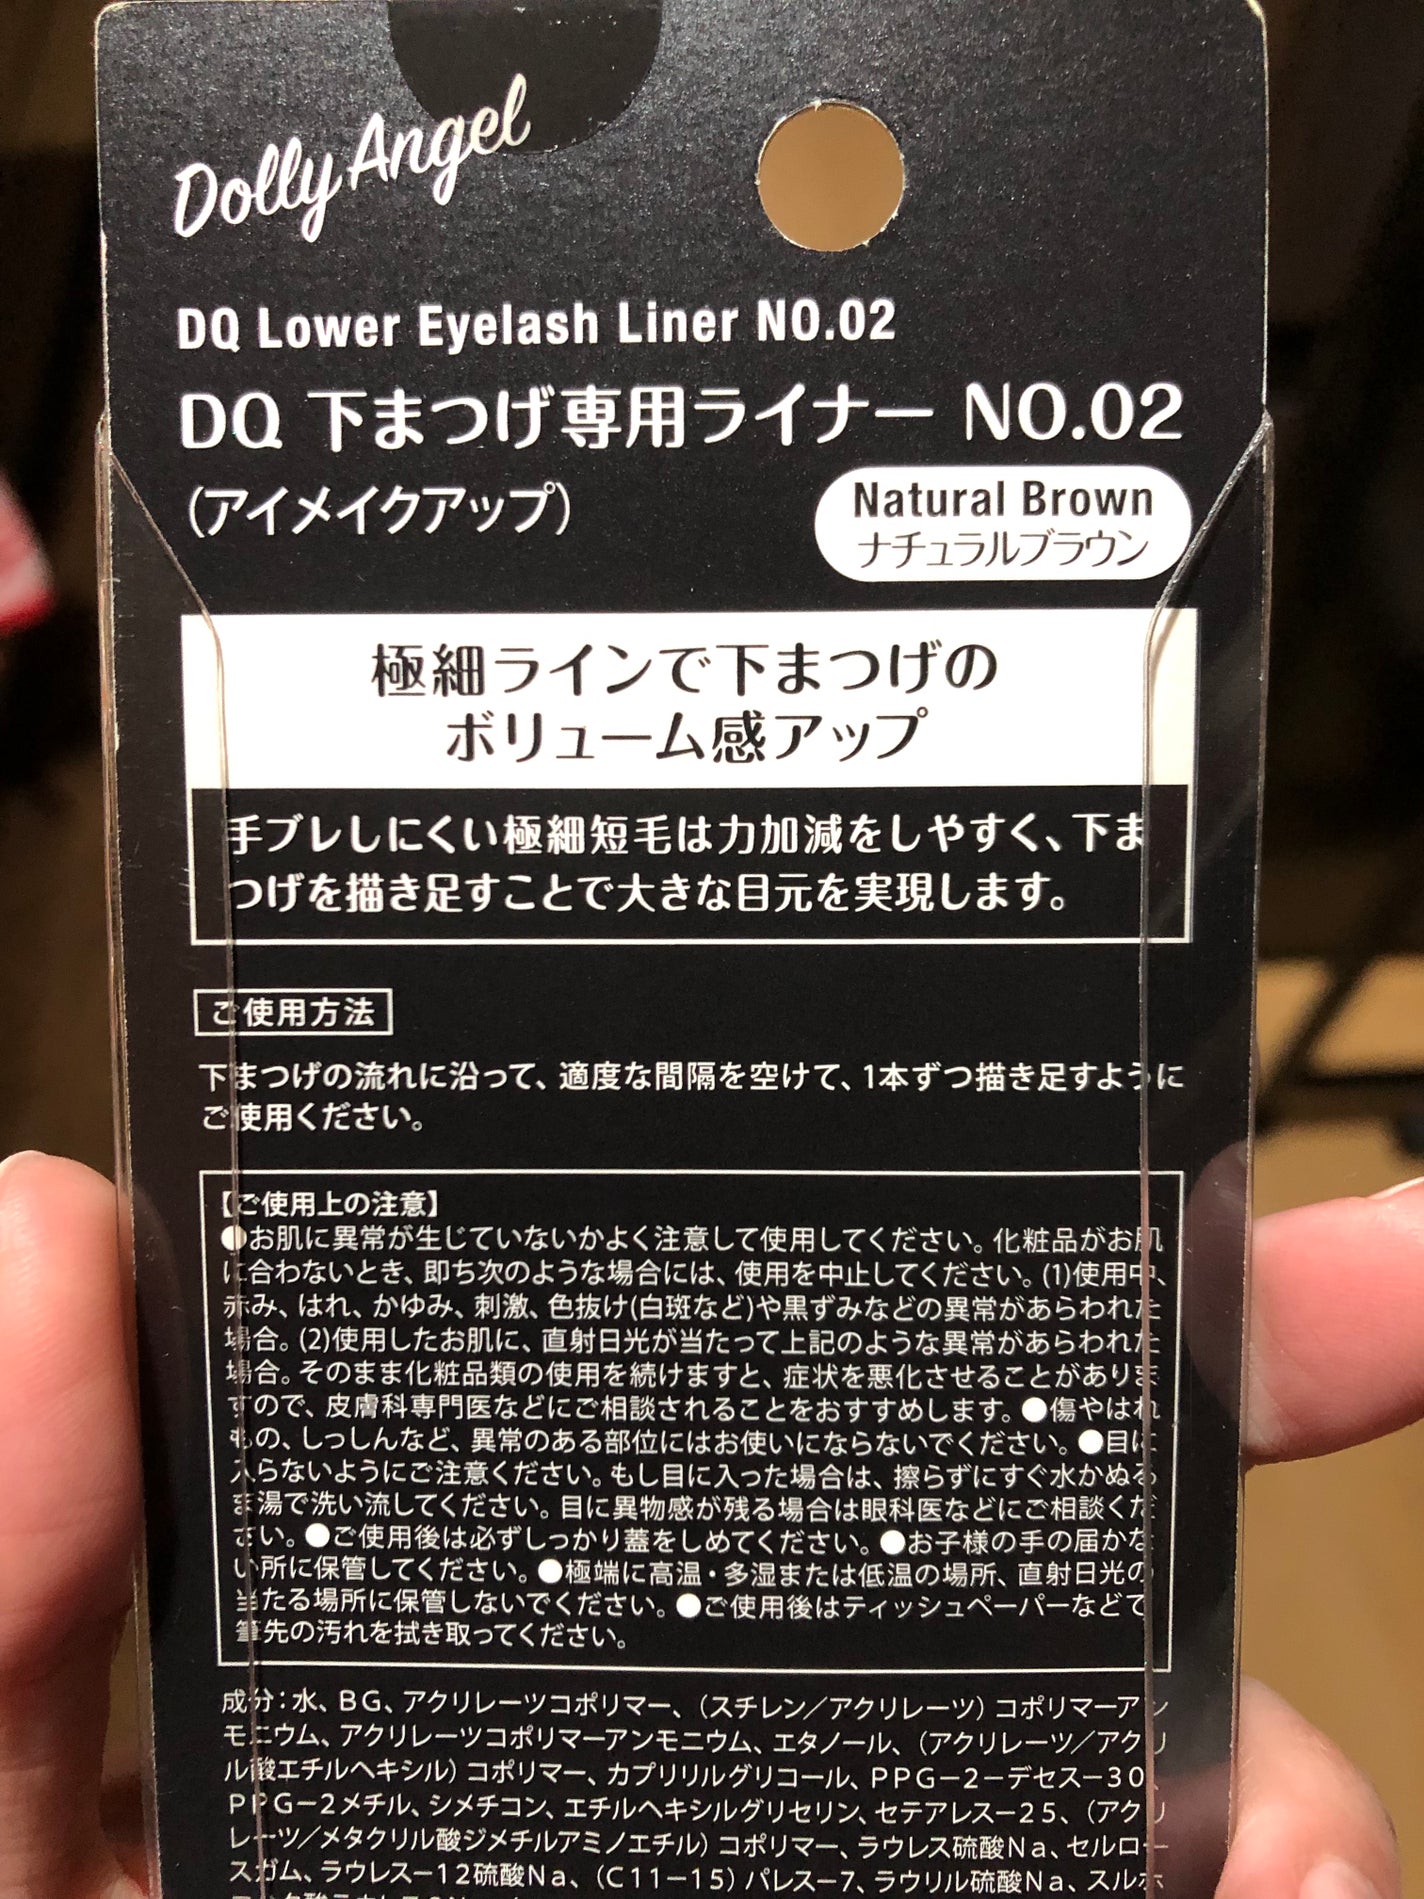 Dolly Angel
DQ Lower Eyelash Liner NO.02
DQ 下まつげ専用ライナー NO.02
(アイメイクアップ)
Natural Brown
ナチュラルブラウン
極細ラインで下まつげの
ボリューム感アップ
手ブレしにくい極細短毛は力加減をしやすく、下ま
つげを描き足すことで大きな目元を実現します。
ご使用方法
下まつげの流れに沿って、適度な間隔を空けて、1本ずつ描き足すように
ご使用ください。
【ご使用上の注意】
●お肌に異常が生じていないかよく注意して使用してください。化粧品がお肌
に合わないとき、即ち次のような場合には、使用を中止してください。(1)使用中、
赤み、はれ、かゆみ、刺激、色抜け(白斑など)や黒ずみなどの異常があらわれた
場合。(2)使用したお肌に、直射日光が当たって上記のような異常があらわれた
場合。そのまま化粧品類の使用を続けますと、症状を悪化させることがありま
すので、皮膚科専門医などにご相談されることをおすすめします。●傷やはれ
もの、しっしんなど、異常のある部位にはお使いにならないでください。●目に
入らないようにご注意ください。もし目に入った場合は、擦らずにすぐ水かぬる
ま湯で洗い流してください。目に異物感が残る場合は眼科医などにご相談くだ
さい。●ご使用後は必ずしっかり蓋をしめてください。●お子様の手の届かな
い所に保管してください。●極端に高温・多湿または低温の場所、直射日光の
当たる場所に保管しないでください。●ご使用後はティッシュペーパーなどで
筆先の汚れを拭き取ってください。
成分：水、BG、アクリレーツコポリマー、（スチレン／アクリレーツ）コポリマーアン
モニウム、アクリレーツコポリマーアンモニウム、エタノール、（アクリレーツ／アクリ
ル酸エチルヘキシル）コポリマー、カプリリルグリコール、PPG－2－デセス－30、
PPG－2メチル、シメチコン、エチルヘキシルグリセリン、セテアレス－25、（アクリ
レーツ／メタクリル酸ジメチルアミノエチル）コポリマー、ラウレス硫酸Na、セルロー
スガム、ラウレス－12硫酸Na、（C11－15）パレス－7、ラウリル硫酸Na、スルホ